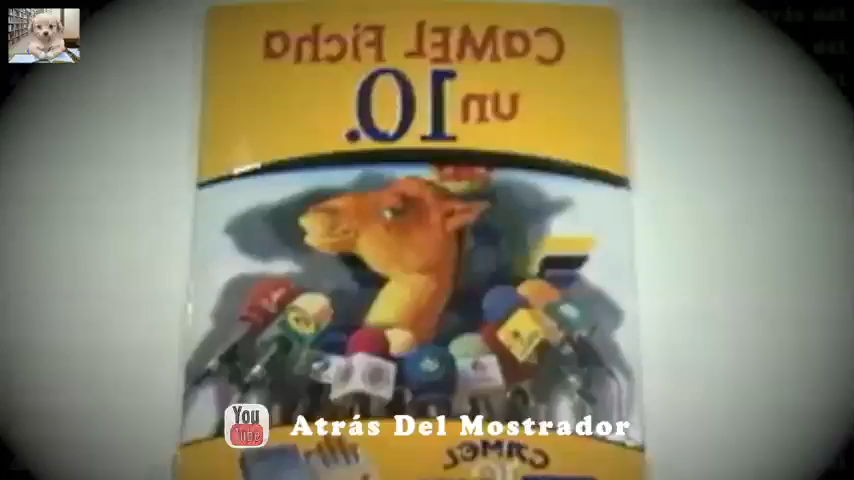 CaMEL Ficha
un 10.
You
Tube
Atrás Del Mostrador
CAMEL